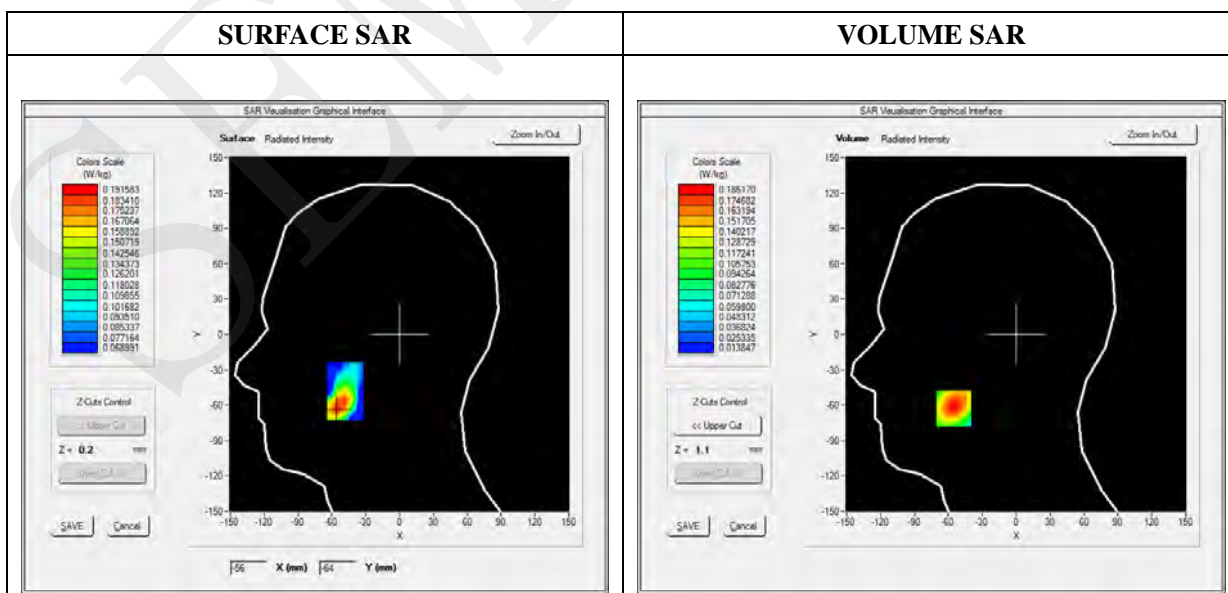 SURFACE SAR
VOLUME SAR
SAR Visualisation Graphical Interface
Surface Radiated Intensity
Zoom In/Out
Colors Scale
(W/kg)
0.191583
0.183410
0.175237
0.167064
0.158892
0.150719
0.142546
0.134373
0.126201
0.118028
0.109855
0.101682
0.093510
0.085337
0.077164
0.068991
Z-Cuts Control
<< Upper Cut
Z = 0.2 mm
SAVE Cancel
150
120
90
60
30
0
-30
-60
-90
-120
-150
Y
-150 -120 -90 -60 -30 0 30 60 90 120 150
X
-56 X (mm) -64 Y (mm)
SAR Visualisation Graphical Interface
Volume Radiated Intensity
Zoom In/Out
Colors Scale
(W/kg)
0.186170
0.174682
0.163194
0.151705
0.140217
0.128729
0.117241
0.105753
0.094264
0.082776
0.071288
0.059800
0.048312
0.036824
0.025335
0.013847
Z-Cuts Control
<< Upper Cut
Z = 1.1 mm
SAVE Cancel
150
120
90
60
30
0
-30
-60
-90
-120
-150
Y
-150 -120 -90 -60 -30 0 30 60 90 120 150
X